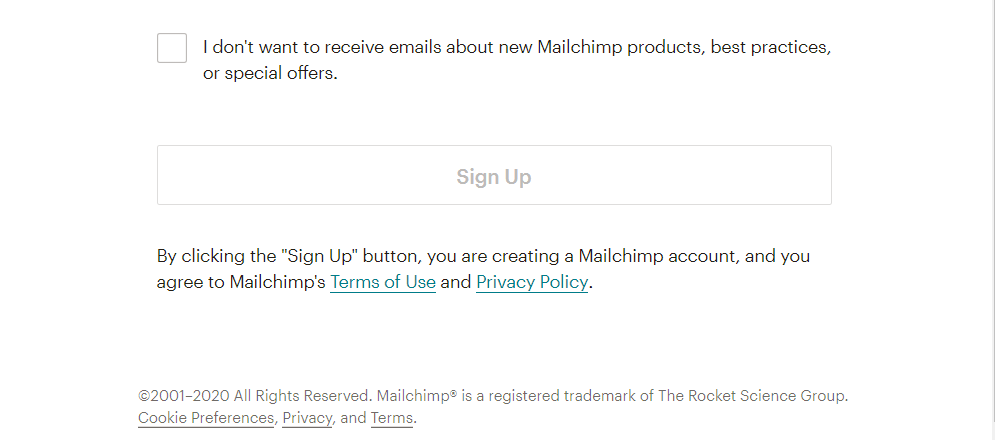 I don't want to receive emails about new Mailchimp products, best practices,
or special offers.
Sign Up
By clicking the "Sign Up" button, you are creating a Mailchimp account, and you
agree to Mailchimp's Terms of Use and Privacy Policy.
©2001–2020 All Rights Reserved. Mailchimp® is a registered trademark of The Rocket Science Group.
Cookie Preferences, Privacy, and Terms.